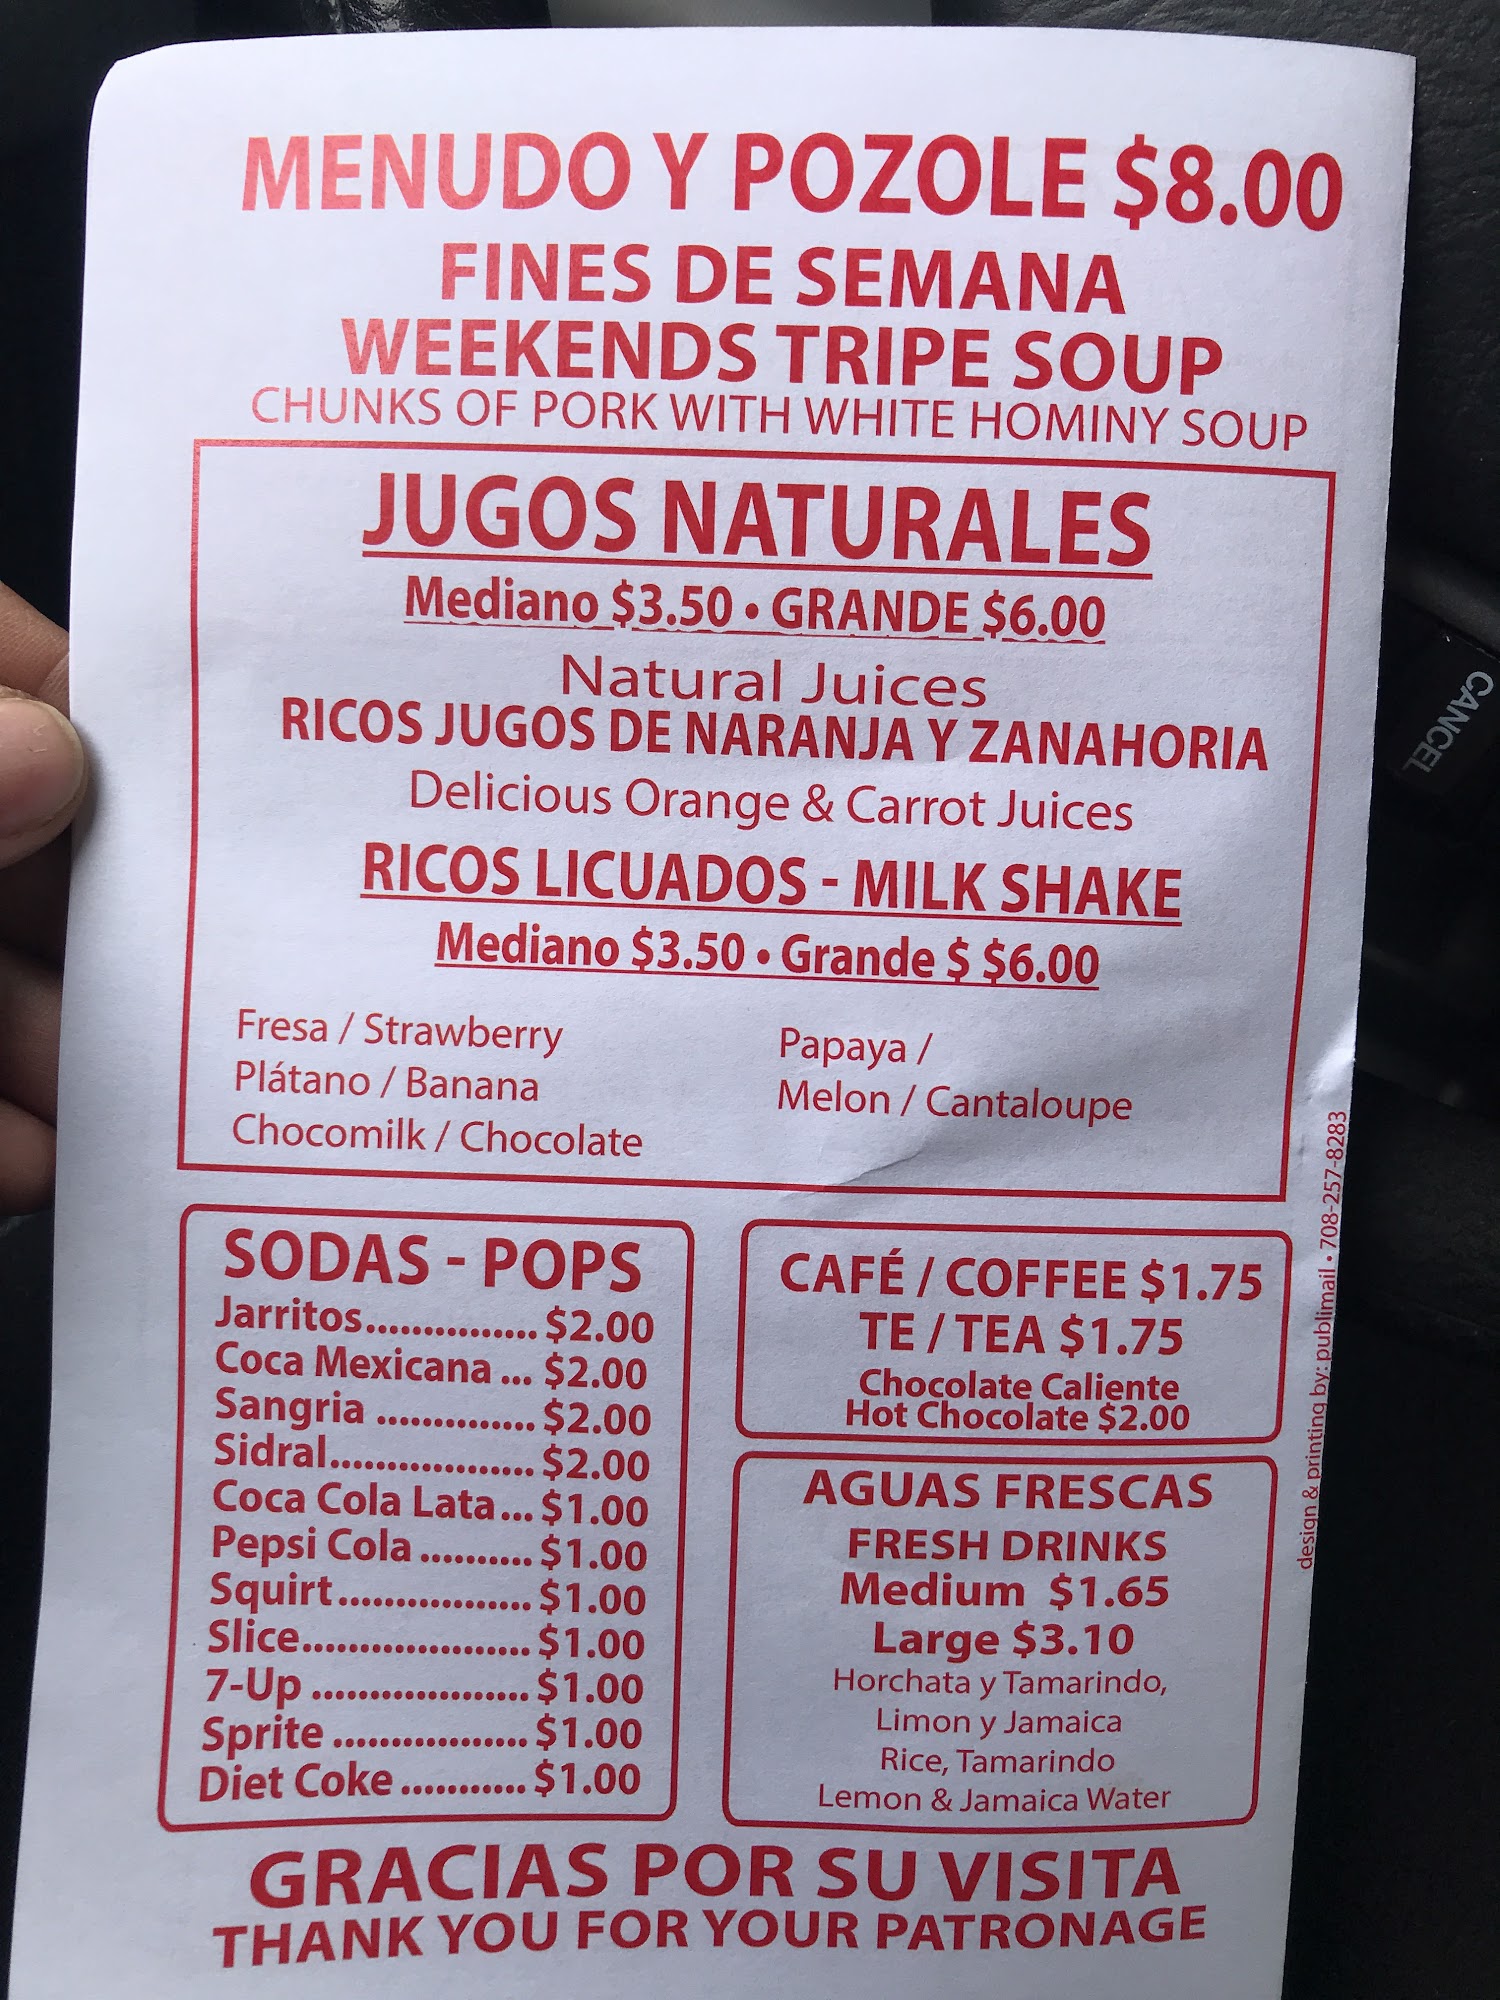 MENUDO Y POZOLE $8.00
FINES DE SEMANA
WEEKENDS TRIPE SOUP
CHUNKS OF PORK WITH WHITE HOMINY SOUP
JUGOS NATURALES
Mediano $3.50 • GRANDE $6.00
Natural Juices
RICOS JUGOS DE NARANJA Y ZANAHORIA
Delicious Orange & Carrot Juices
RICOS LICUADOS - MILK SHAKE
Mediano $3.50 • Grande $ $6.00
Fresa / Strawberry
Plátano / Banana
Chocomilk / Chocolate
Papaya /
Melon / Cantaloupe
SODAS - POPS
Jarritos............... $2.00
Coca Mexicana ... $2.00
Sangria .............. $2.00
Sidral.................. $2.00
Coca Cola Lata... $1.00
Pepsi Cola .......... $1.00
Squirt................. $1.00
Slice.................... $1.00
7-Up ................... $1.00
Sprite ................. $1.00
Diet Coke ........... $1.00
CAFÉ / COFFEE $1.75
TE / TEA $1.75
Chocolate Caliente
Hot Chocolate $2.00
AGUAS FRESCAS
FRESH DRINKS
Medium $1.65
Large $3.10
Horchata y Tamarindo,
Limon y Jamaica
Rice, Tamarindo
Lemon & Jamaica Water
design & printing by: publimail • 708-257-8283
GRACIAS POR SU VISITA
THANK YOU FOR YOUR PATRONAGE
CANCEL